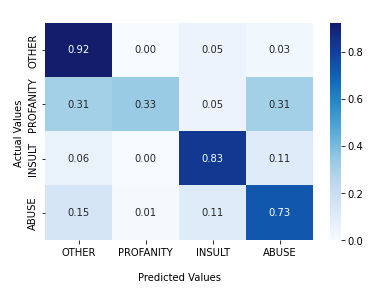 Actual Values
OTHER
0.92 0.00 0.05 0.03
PROFANITY
0.31 0.33 0.05 0.31
INSULT
0.06 0.00 0.83 0.11
ABUSE
0.15 0.01 0.11 0.73
OTHER PROFANITY INSULT ABUSE
Predicted Values
0.8
0.6
0.4
0.2
0.0